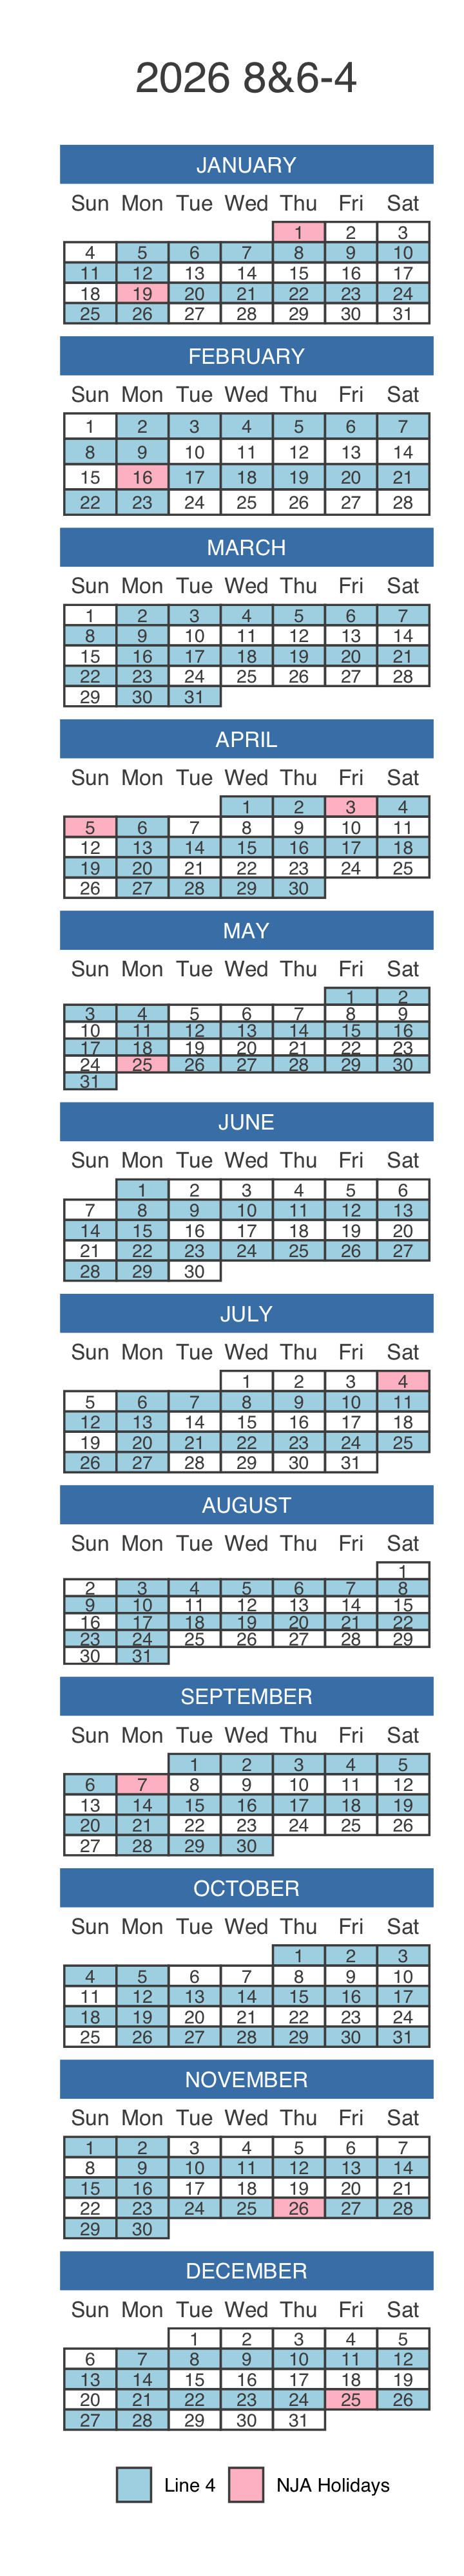 2026 8&6-4
JANUARY
Sun Mon Tue Wed Thu Fri Sat
1 2 3
4 5 6 7 8 9 10
11 12 13 14 15 16 17
18 19 20 21 22 23 24
25 26 27 28 29 30 31
FEBRUARY
Sun Mon Tue Wed Thu Fri Sat
1 2 3 4 5 6 7
8 9 10 11 12 13 14
15 16 17 18 19 20 21
22 23 24 25 26 27 28
MARCH
Sun Mon Tue Wed Thu Fri Sat
1 2 3 4 5 6 7
8 9 10 11 12 13 14
15 16 17 18 19 20 21
22 23 24 25 26 27 28
29 30 31
APRIL
Sun Mon Tue Wed Thu Fri Sat
1 2 3 4
5 6 7 8 9 10 11
12 13 14 15 16 17 18
19 20 21 22 23 24 25
26 27 28 29 30
MAY
Sun Mon Tue Wed Thu Fri Sat
1 2
3 4 5 6 7 8 9
10 11 12 13 14 15 16
17 18 19 20 21 22 23
24 25 26 27 28 29 30
31
JUNE
Sun Mon Tue Wed Thu Fri Sat
1 2 3 4 5 6
7 8 9 10 11 12 13
14 15 16 17 18 19 20
21 22 23 24 25 26 27
28 29 30
JULY
Sun Mon Tue Wed Thu Fri Sat
1 2 3 4
5 6 7 8 9 10 11
12 13 14 15 16 17 18
19 20 21 22 23 24 25
26 27 28 29 30 31
AUGUST
Sun Mon Tue Wed Thu Fri Sat
1
2 3 4 5 6 7 8
9 10 11 12 13 14 15
16 17 18 19 20 21 22
23 24 25 26 27 28 29
30 31
SEPTEMBER
Sun Mon Tue Wed Thu Fri Sat
1 2 3 4 5
6 7 8 9 10 11 12
13 14 15 16 17 18 19
20 21 22 23 24 25 26
27 28 29 30
OCTOBER
Sun Mon Tue Wed Thu Fri Sat
1 2 3
4 5 6 7 8 9 10
11 12 13 14 15 16 17
18 19 20 21 22 23 24
25 26 27 28 29 30 31
NOVEMBER
Sun Mon Tue Wed Thu Fri Sat
1 2 3 4 5 6 7
8 9 10 11 12 13 14
15 16 17 18 19 20 21
22 23 24 25 26 27 28
29 30
DECEMBER
Sun Mon Tue Wed Thu Fri Sat
1 2 3 4 5
6 7 8 9 10 11 12
13 14 15 16 17 18 19
20 21 22 23 24 25 26
27 28 29 30 31
Line 4 NJA Holidays